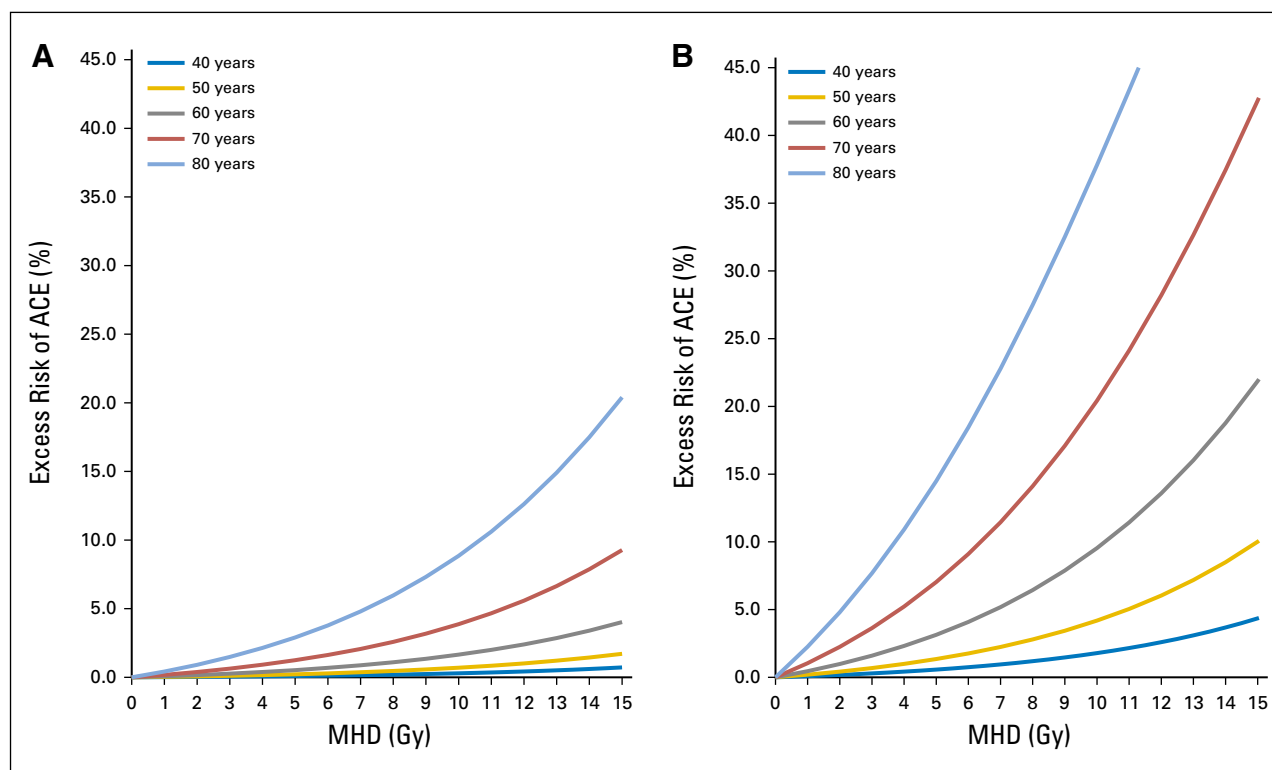 A
40 years
50 years
60 years
70 years
80 years
45.0
40.0
35.0
30.0
25.0
20.0
15.0
10.0
5.0
0.0
Excess Risk of ACE (%)
0 1 2 3 4 5 6 7 8 9 10 11 12 13 14 15
MHD (Gy)
B
40 years
50 years
60 years
70 years
80 years
45.0
40.0
35.0
30.0
25.0
20.0
15.0
10.0
5.0
0.0
Excess Risk of ACE (%)
0 1 2 3 4 5 6 7 8 9 10 11 12 13 14 15
MHD (Gy)